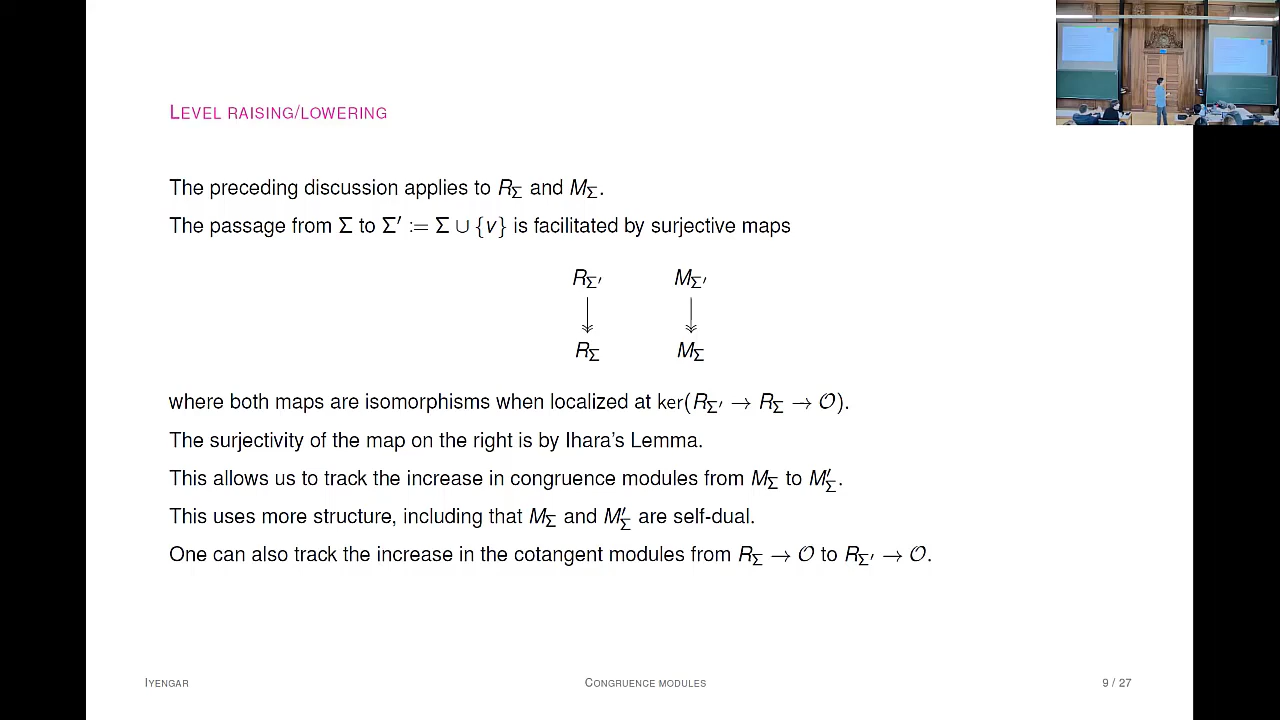 LEVEL RAISING/LOWERING
The preceding discussion applies to R_Σ and M_Σ.
The passage from Σ to Σ′ := Σ ∪ {v} is facilitated by surjective maps
R_Σ′ M_Σ′
R_Σ M_Σ
where both maps are isomorphisms when localized at ker(R_Σ′ → R_Σ → 𝒪).
The surjectivity of the map on the right is by Ihara's Lemma.
This allows us to track the increase in congruence modules from M_Σ to M′_Σ.
This uses more structure, including that M_Σ and M′_Σ are self-dual.
One can also track the increase in the cotangent modules from R_Σ → 𝒪 to R_Σ′ → 𝒪.
IYENGAR CONGRUENCE MODULES 9 / 27